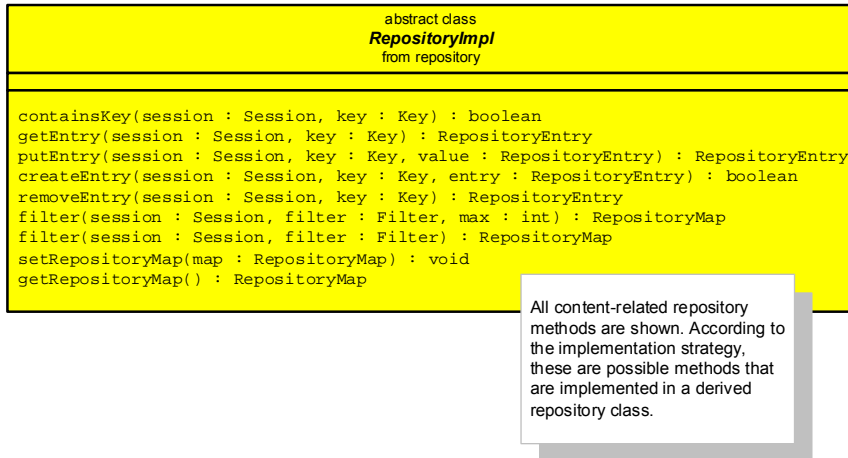 abstract class
RepositoryImpl
from repository
containsKey(session : Session, key : Key) : boolean
getEntry(session : Session, key : Key) : RepositoryEntry
putEntry(session : Session, key : Key, value : RepositoryEntry) : RepositoryEntry
createEntry(session : Session, key : Key, entry : RepositoryEntry) : boolean
removeEntry(session : Session, key : Key) : RepositoryEntry
filter(session : Session, filter : Filter, max : int) : RepositoryMap
filter(session : Session, filter : Filter) : RepositoryMap
setRepositoryMap(map : RepositoryMap) : void
getRepositoryMap() : RepositoryMap
All content-related repository
methods are shown. According to
the implementation strategy,
these are possible methods that
are implemented in a derived
repository class.